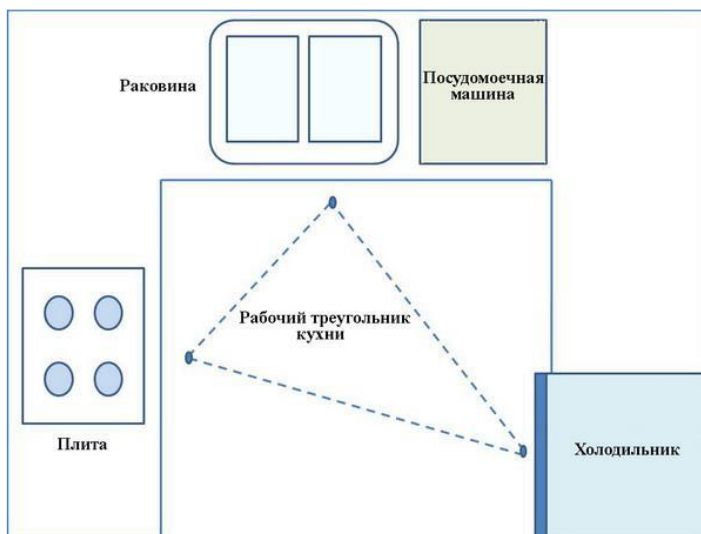 Раковина
Посудомоечная
машина
Рабочий треугольник
кухни
Плита
Холодильник